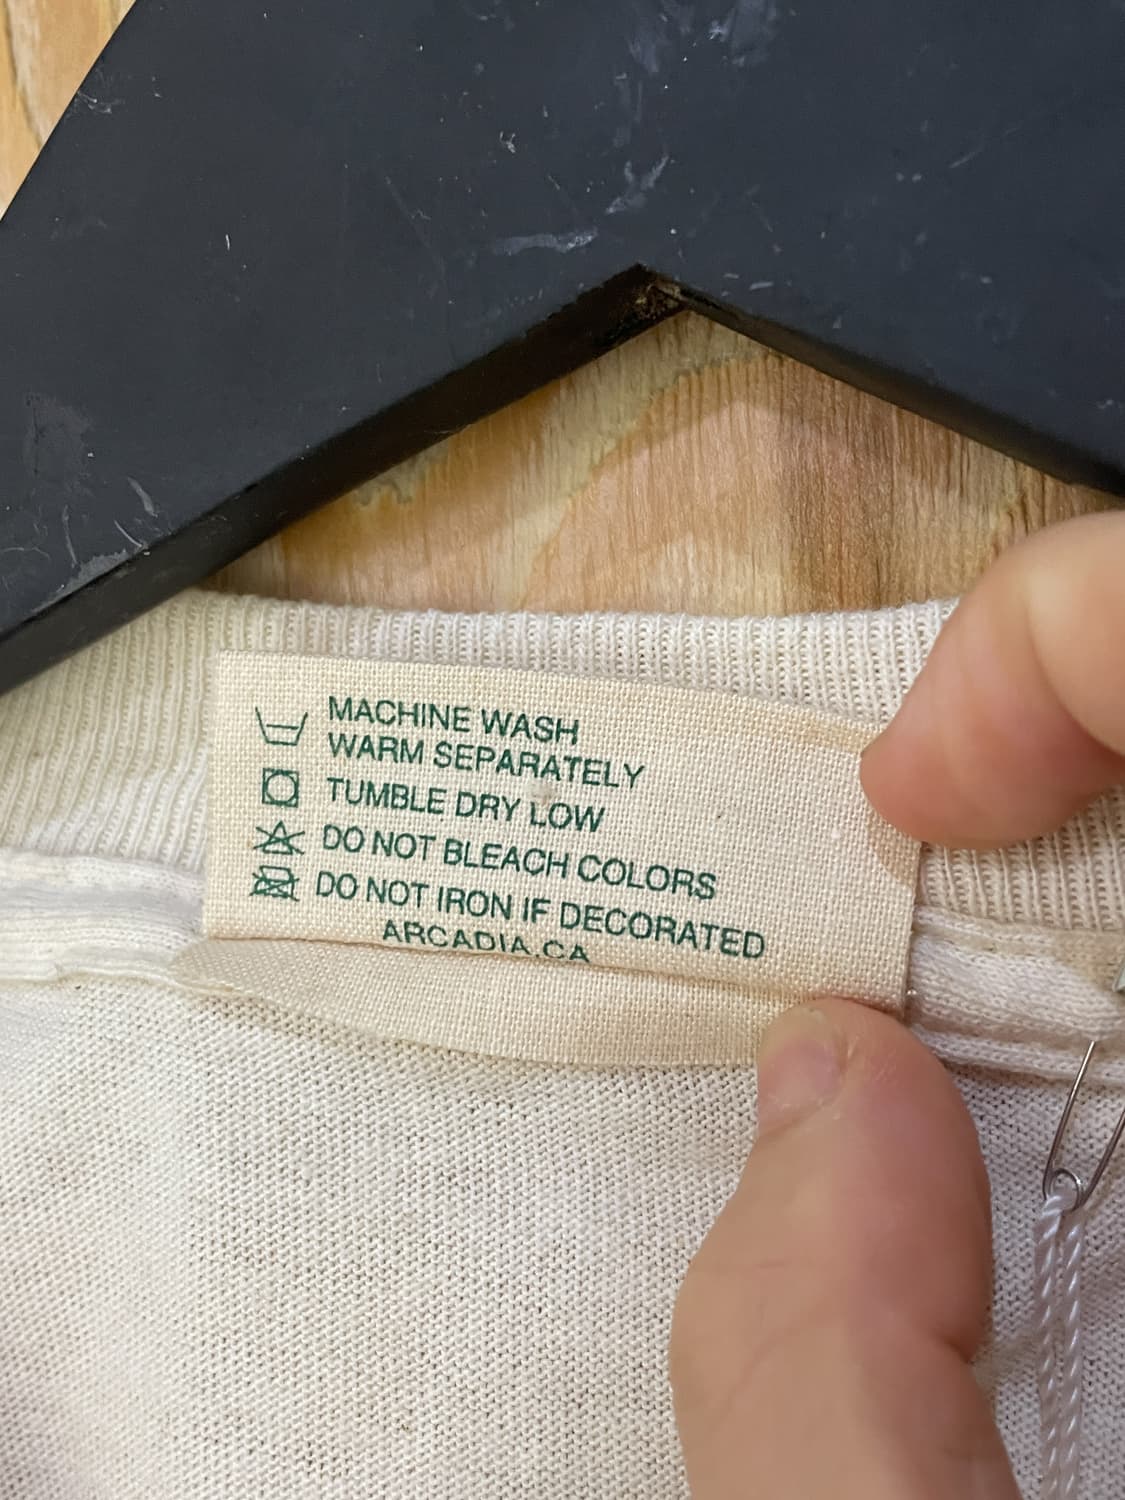 MACHINE WASH
WARM SEPARATELY
TUMBLE DRY LOW
DO NOT BLEACH COLORS
DO NOT IRON IF DECORATED
ARCADIA,CA